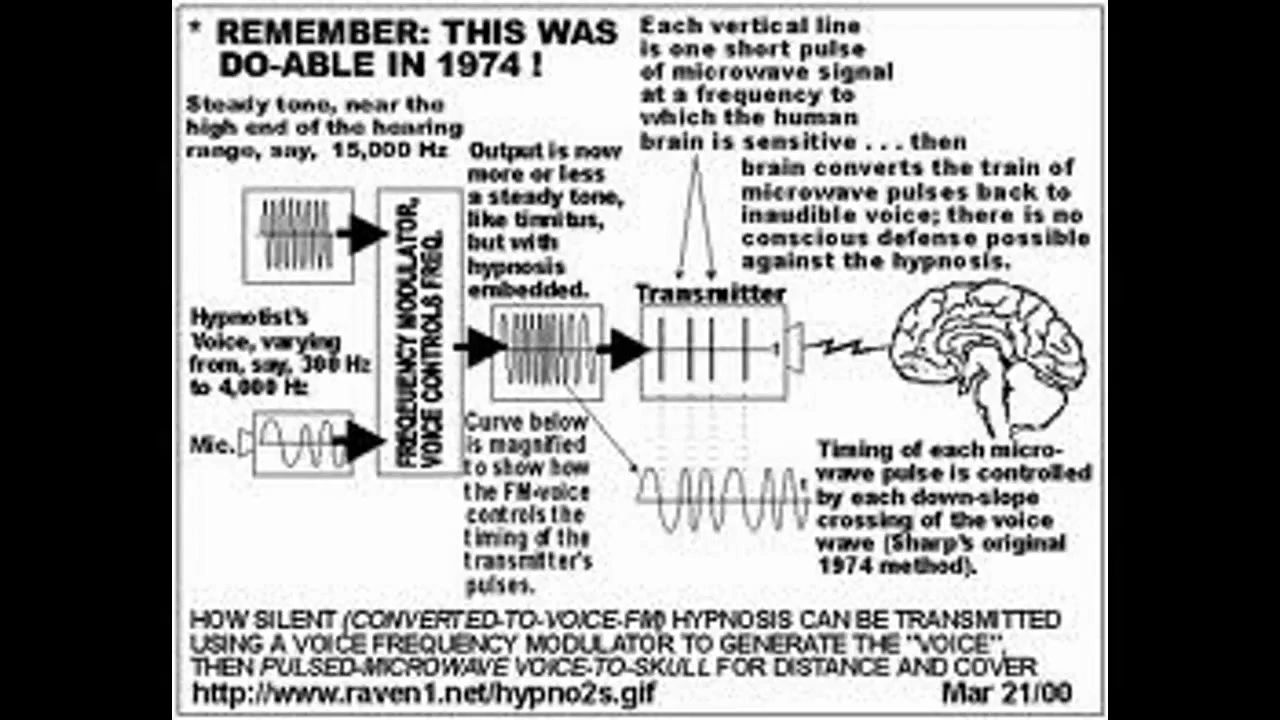 * REMEMBER: THIS WAS
DO-ABLE IN 1974 !
Steady tone, near the
high end of the hearing
range, say, 15,000 Hz
Output is now
more or less
a steady tone,
like tinnitus,
but with
hypnosis
embedded.
Each vertical line
is one short pulse
of microwave signal
at a frequency to
which the human
brain is sensitive . . . then
brain converts the train of
microwave pulses back to
inaudible voice; there is no
conscious defense possible
against the hypnosis.
Hypnotist's
Voice, varying
from, say, 300 Hz
to 4,000 Hz
Mic.
FREQEUENCY MODULATOR,
VOICE CONTROLS FREQ.
Transmitter
Curve below
is magnified
to show how
the FM-voice
controls the
timing of the
transmitter's
pulses.
t
Timing of each micro-
wave pulse is controlled
by each down-slope
crossing of the voice
wave (Sharp's original
1974 method).
HOW SILENT (CONVERTED-TO-VOICE-FM) HYPNOSIS CAN BE TRANSMITTED
USING A VOICE FREQUENCY MODULATOR TO GENERATE THE "VOICE",
THEN PULSED-MICROWAVE VOICE-TO-SKULL FOR DISTANCE AND COVER
http://www.raven1.net/hypno2s.gif
Mar 21/00